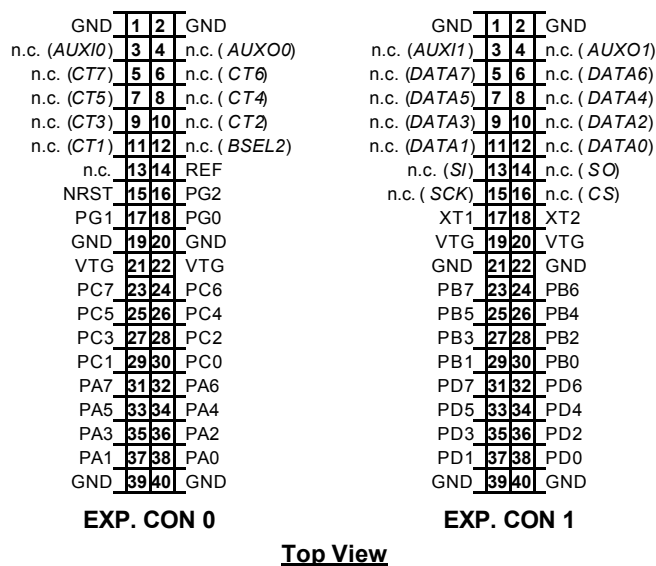 GND 1 2 GND
n.c. (AUXI0) 3 4 n.c. ( AUXO0)
n.c. (CT7) 5 6 n.c. ( CT6)
n.c. (CT5) 7 8 n.c. ( CT4)
n.c. (CT3) 9 10 n.c. ( CT2)
n.c. (CT1) 11 12 n.c. ( BSEL2)
n.c. 13 14 REF
NRST 15 16 PG2
PG1 17 18 PG0
GND 19 20 GND
VTG 21 22 VTG
PC7 23 24 PC6
PC5 25 26 PC4
PC3 27 28 PC2
PC1 29 30 PC0
PA7 31 32 PA6
PA5 33 34 PA4
PA3 35 36 PA2
PA1 37 38 PA0
GND 39 40 GND
EXP. CON 0
GND 1 2 GND
n.c. (AUXI1) 3 4 n.c. ( AUXO1)
n.c. (DATA7) 5 6 n.c. ( DATA6)
n.c. (DATA5) 7 8 n.c. ( DATA4)
n.c. (DATA3) 9 10 n.c. ( DATA2)
n.c. (DATA1) 11 12 n.c. ( DATA0)
n.c. (SI) 13 14 n.c. ( SO)
n.c. ( SCK) 15 16 n.c. ( CS)
XT1 17 18 XT2
VTG 19 20 VTG
GND 21 22 GND
PB7 23 24 PB6
PB5 25 26 PB4
PB3 27 28 PB2
PB1 29 30 PB0
PD7 31 32 PD6
PD5 33 34 PD4
PD3 35 36 PD2
PD1 37 38 PD0
GND 39 40 GND
EXP. CON 1
Top View